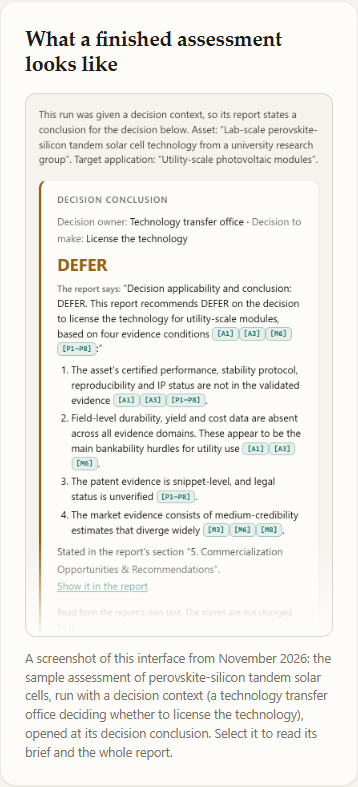 What a finished assessment
looks like
This run was given a decision context, so its report states a
conclusion for the decision below. Asset: “Lab-scale perovskite-
silicon tandem solar cell technology from a university research
group”. Target application: “Utility-scale photovoltaic modules”.
DECISION CONCLUSION
Decision owner: Technology transfer office · Decision to
make: License the technology
DEFER
The report says: “Decision applicability and conclusion:
DEFER. This report recommends DEFER on the decision
to license the technology for utility-scale modules,
based on four evidence conditions [A1] [A3] [M6]
[P1–P8]:”
1. The asset's certified performance, stability protocol,
reproducibility and IP status are not in the validated
evidence [A1] [A3] [P1–P8].
2. Field-level durability, yield and cost data are absent
across all evidence domains. These appear to be the
main bankability hurdles for utility use [A1] [A3]
[M6].
3. The patent evidence is snippet-level, and legal
status is unverified [P1–P8].
4. The market evidence consists of medium-credibility
estimates that diverge widely [M3] [M6] [M8].
Stated in the report's section “5. Commercialization
Opportunities & Recommendations”.
Show it in the report
Read from the report's own text. The scores are not changed
A screenshot of this interface from November 2026: the
sample assessment of perovskite-silicon tandem solar
cells, run with a decision context (a technology transfer
office deciding whether to license the technology),
opened at its decision conclusion. Select it to read its
brief and the whole report.